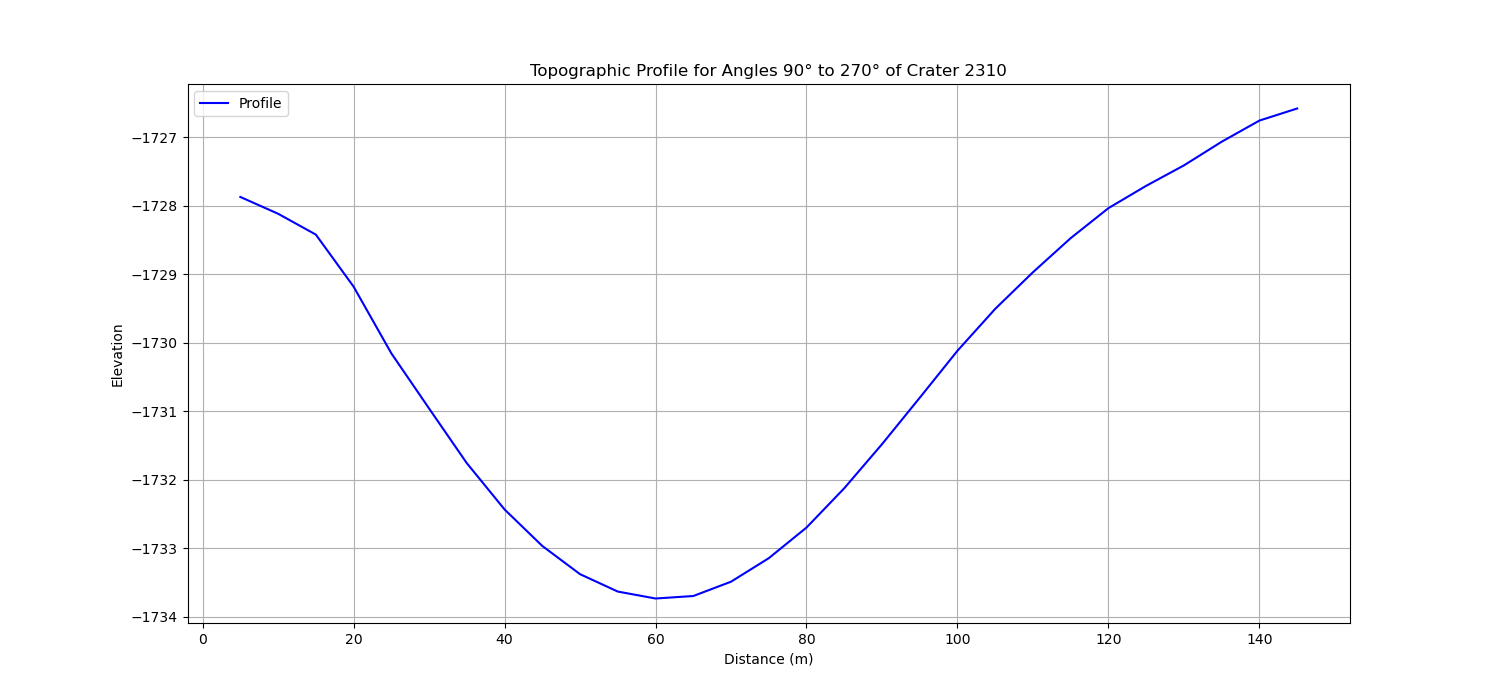 Topographic Profile for Angles 90° to 270° of Crater 2310
Profile
−1727
−1728
−1729
−1730
−1731
−1732
−1733
−1734
Elevation
0 20 40 60 80 100 120 140
Distance (m)